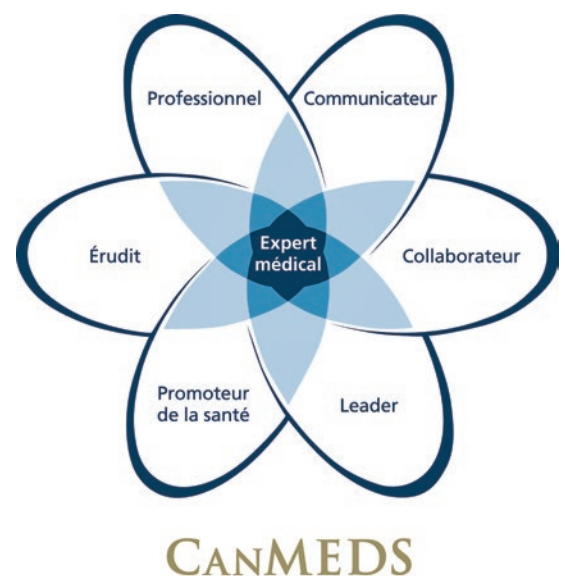 Professionnel
Communicateur
Érudit
Expert
médical
Collaborateur
Promoteur
de la santé
Leader
CANMEDS